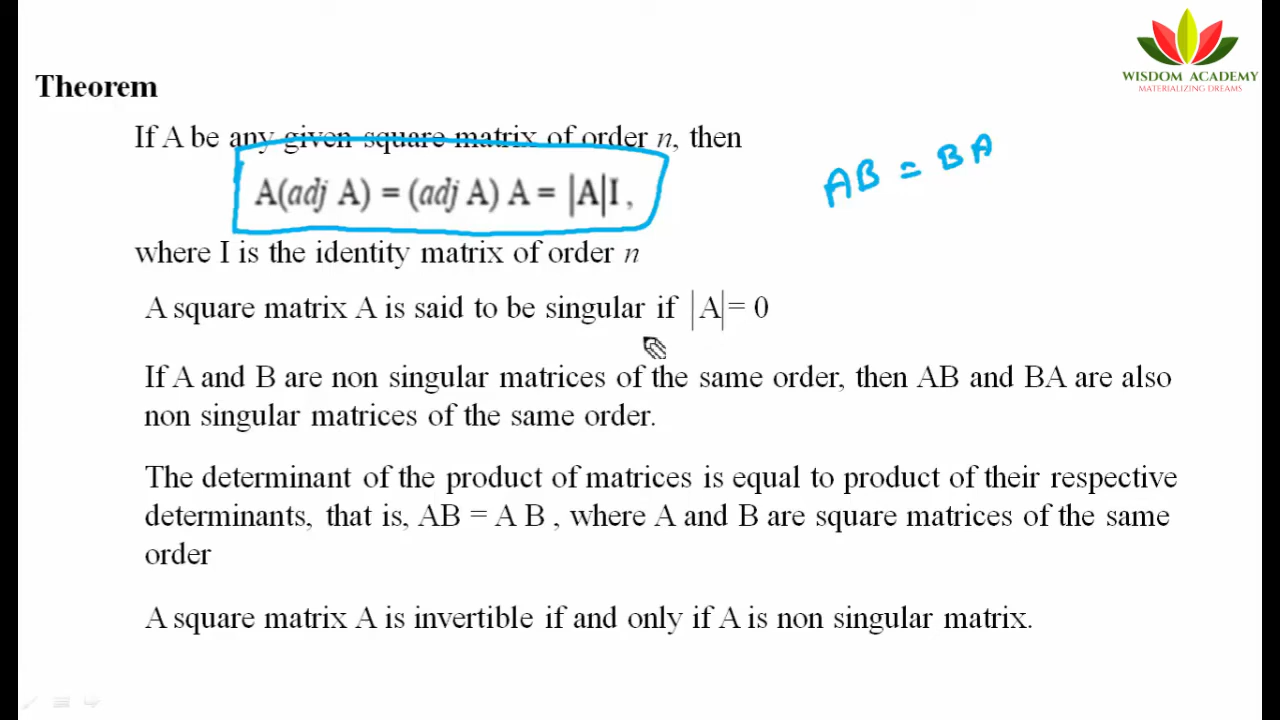 WISDOM ACADEMY
MATERIALIZING DREAMS
Theorem
If A be any given square matrix of order n, then
AB = BA
A(adj A) = (adj A) A = |A|I ,
where I is the identity matrix of order n
A square matrix A is said to be singular if |A| = 0
If A and B are non singular matrices of the same order, then AB and BA are also
non singular matrices of the same order.
The determinant of the product of matrices is equal to product of their respective
determinants, that is, AB = A B , where A and B are square matrices of the same
order
A square matrix A is invertible if and only if A is non singular matrix.